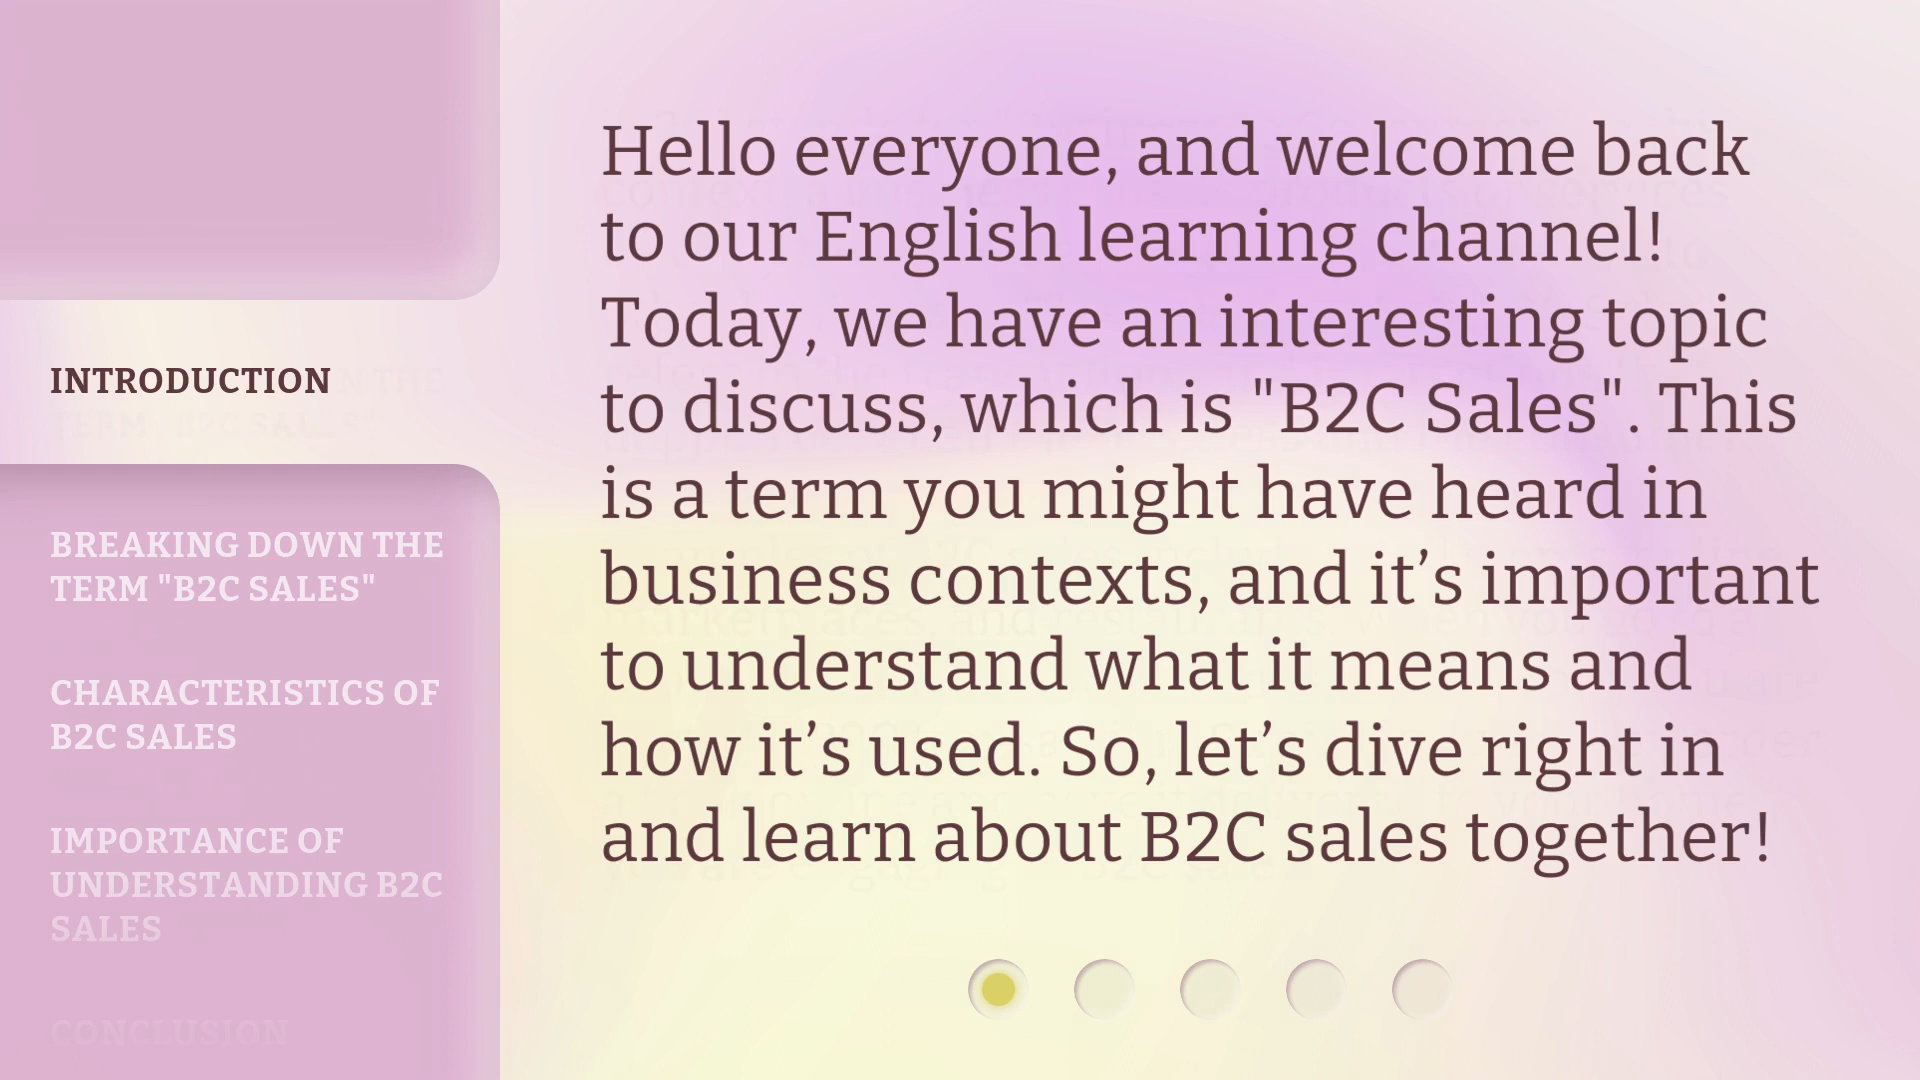 INTRODUCTION
BREAKING DOWN THE
TERM "B2C SALES"
CHARACTERISTICS OF
B2C SALES
IMPORTANCE OF
UNDERSTANDING B2C
SALES
CONCLUSION
Hello everyone, and welcome back
to our English learning channel!
Today, we have an interesting topic
to discuss, which is "B2C Sales". This
is a term you might have heard in
business contexts, and it’s important
to understand what it means and
how it’s used. So, let’s dive right in
and learn about B2C sales together!